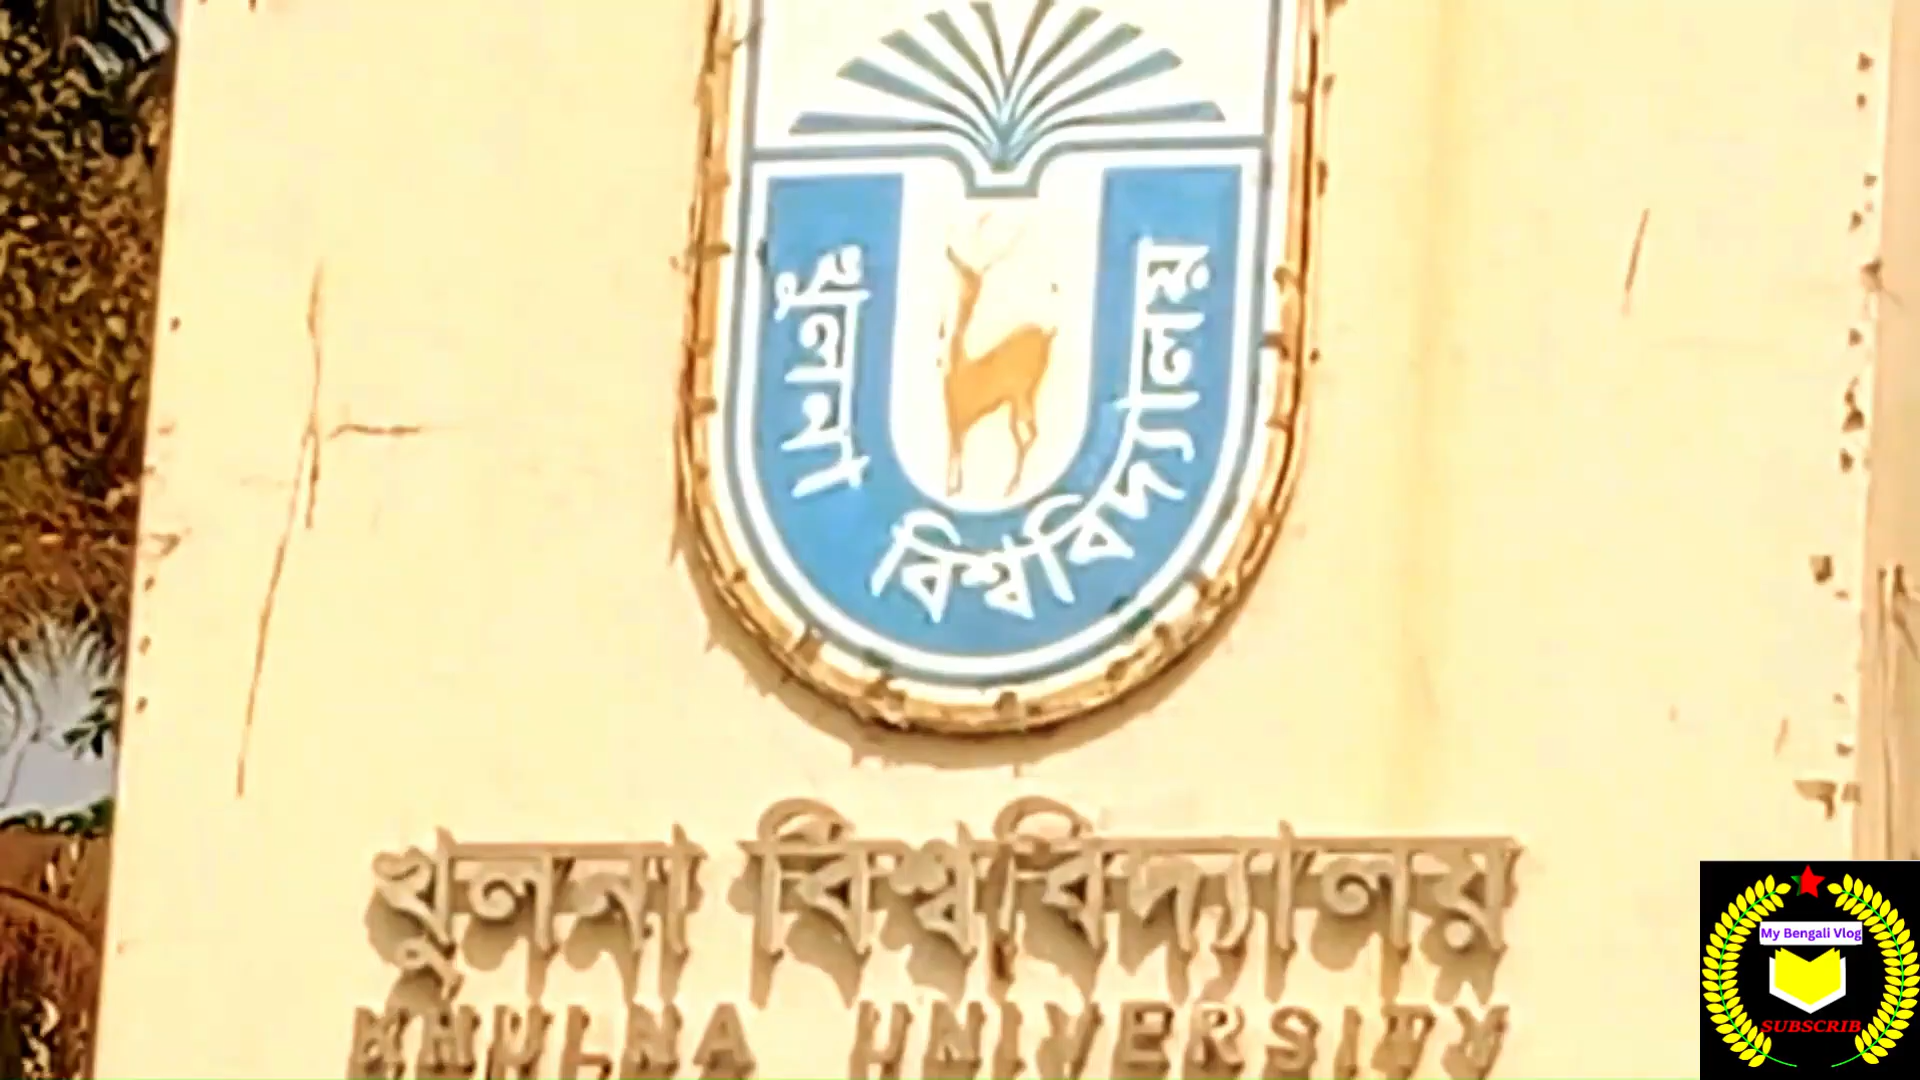 খুলনা বিশ্ববিদ্যালয়
খুলনা বিশ্ববিদ্যালয়
KHULNA UNIVERSITY
My Bengali Vlog
SUBSCRIB